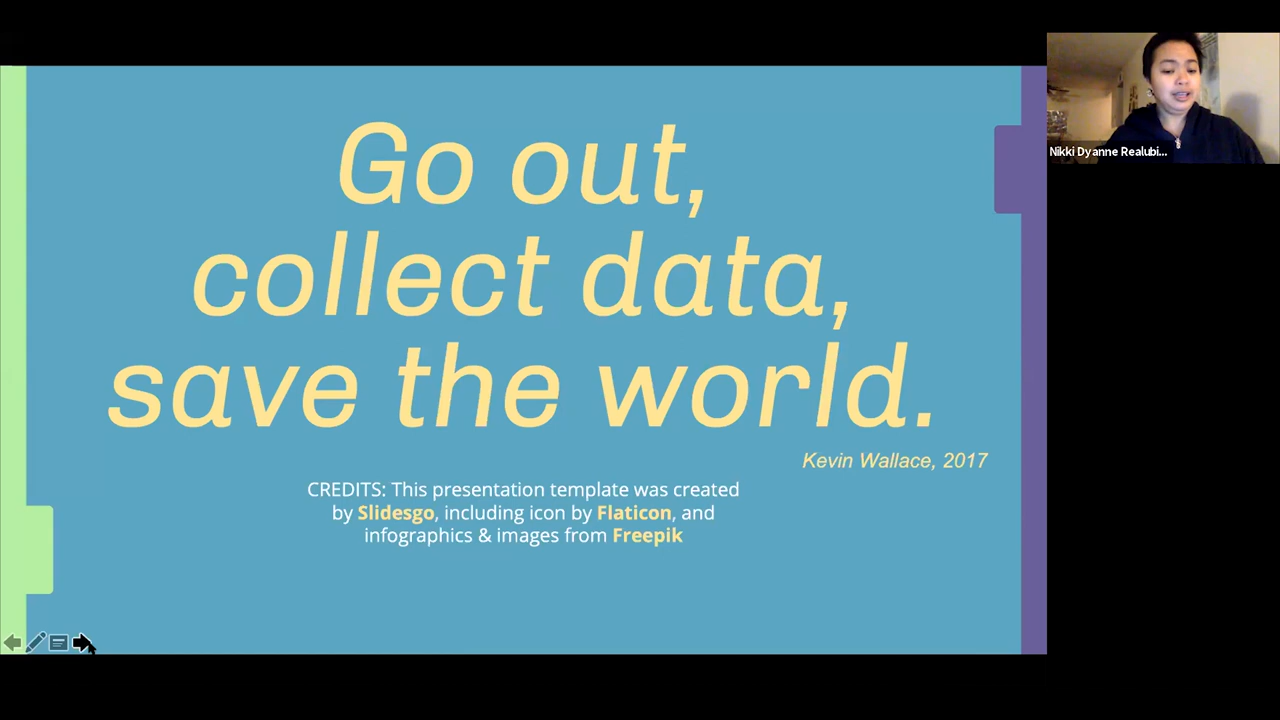 Go out,
collect data,
save the world.
Kevin Wallace, 2017
CREDITS: This presentation template was created
by Slidesgo, including icon by Flaticon, and
infographics & images from Freepik
Nikki Dyanne Realubi...